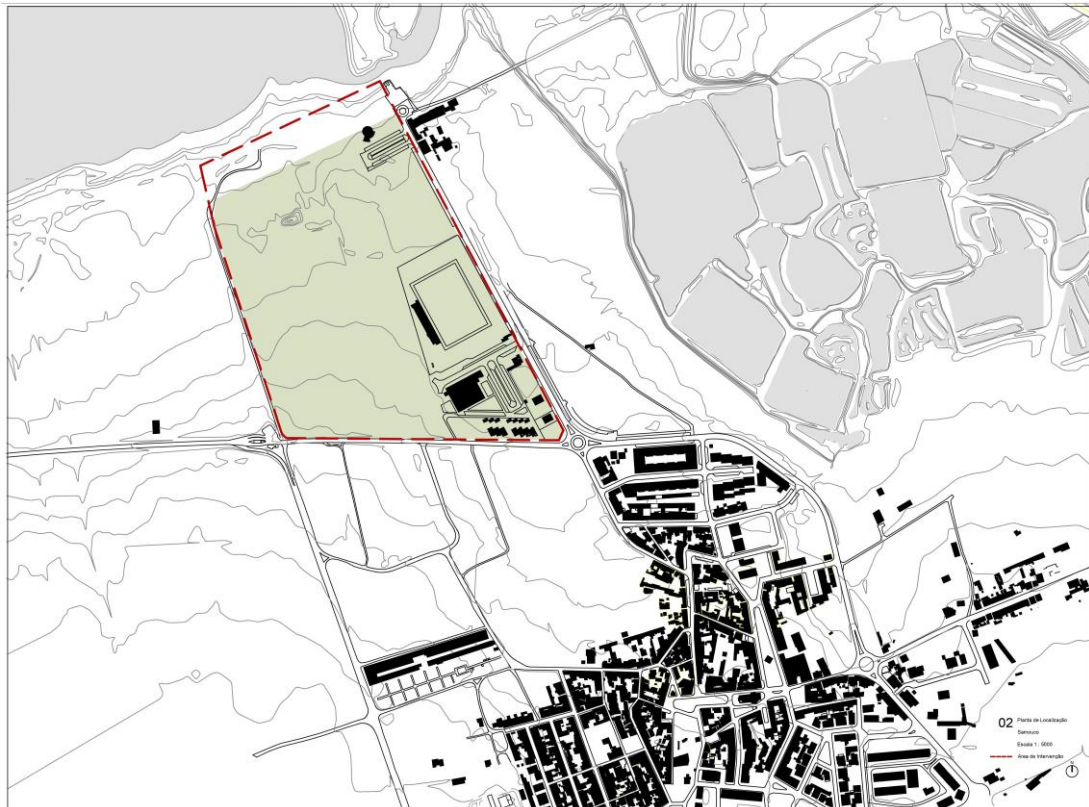 02 Planta de Localização
Samouco
Escala 1 : 5000
Área de Intervenção
N